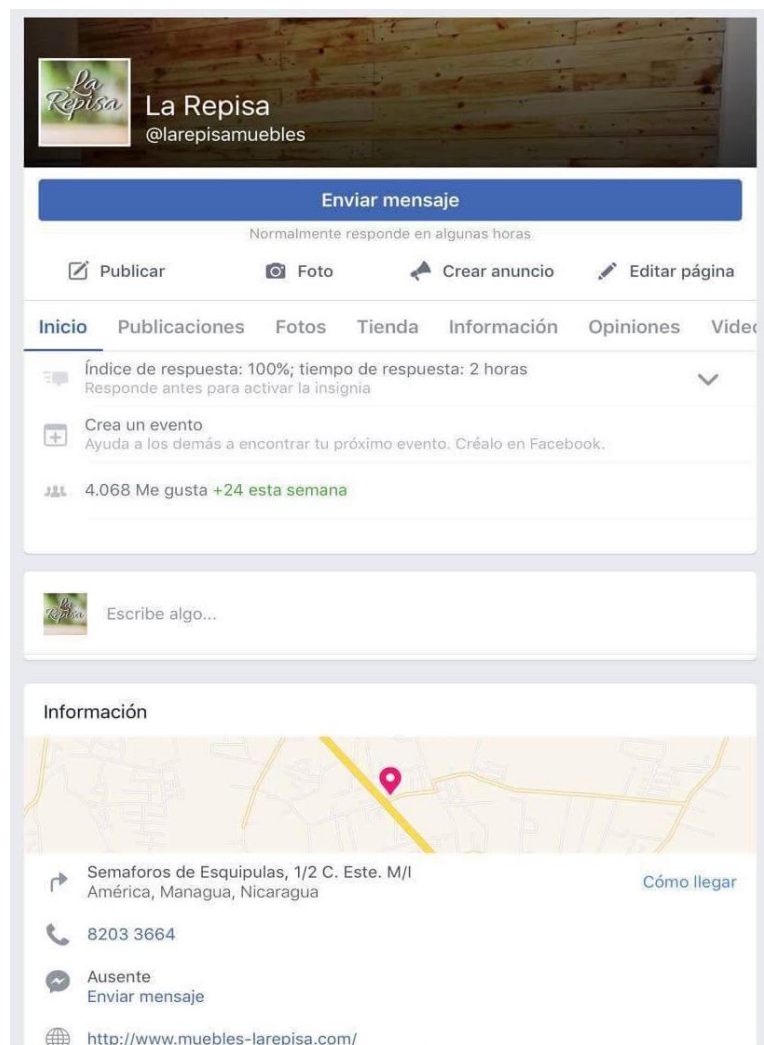 La
Repisa
La Repisa
@larepisamuebles
Enviar mensaje
Normalmente responde en algunas horas
Publicar Foto Crear anuncio Editar página
Inicio Publicaciones Fotos Tienda Información Opiniones Videc
Índice de respuesta: 100%; tiempo de respuesta: 2 horas
Responde antes para activar la insignia
Crea un evento
Ayuda a los demás a encontrar tu próximo evento. Créalo en Facebook.
4.068 Me gusta +24 esta semana
La
Repisa
Escribe algo...
Información
Semaforos de Esquipulas, 1/2 C. Este. M/I
América, Managua, Nicaragua
Cómo llegar
8203 3664
Ausente
Enviar mensaje
http://www.muebles-larepisa.com/